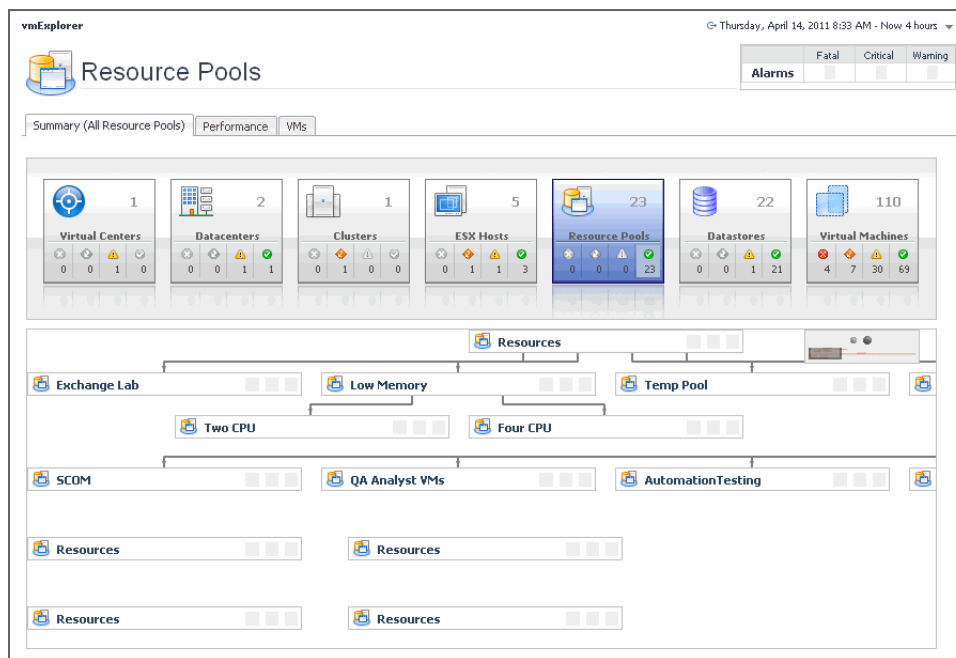 vmExplorer
Thursday, April 14, 2011 8:33 AM - Now 4 hours
Resource Pools
Fatal Critical Warning
Alarms
Summary (All Resource Pools) Performance VMs
1 2 1 5 23 22 110
Virtual Centers Datacenters Clusters ESX Hosts Resource Pools Datastores Virtual Machines
0 0 1 0 0 0 1 1 0 1 0 0 0 1 1 3 0 0 0 23 0 0 1 21 4 7 30 69
Resources
Exchange Lab Low Memory Temp Pool
Two CPU Four CPU
SCOM QA Analyst VMs AutomationTesting
Resources Resources
Resources Resources